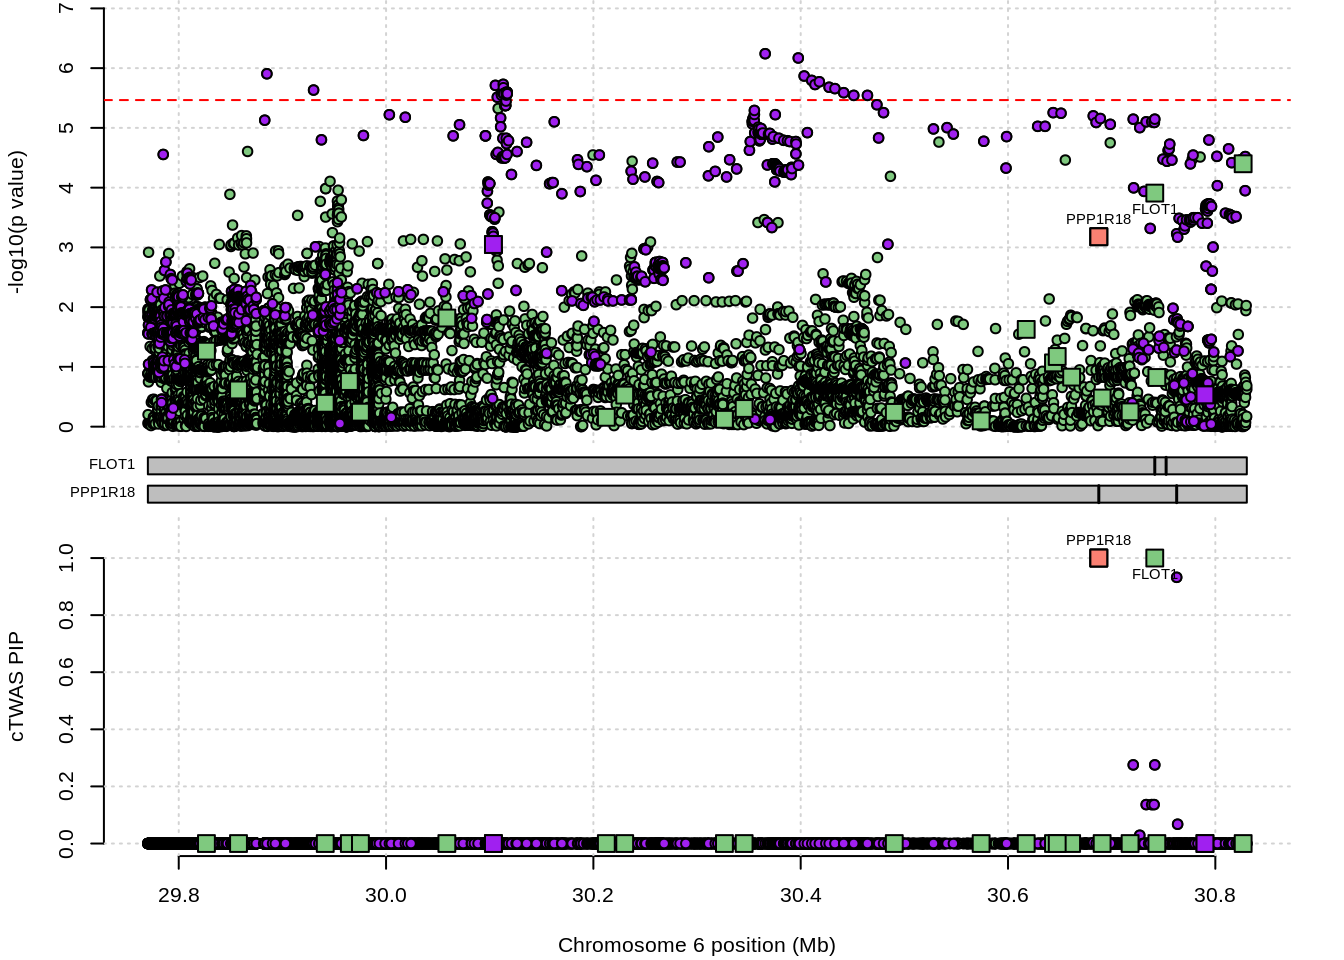 7
6
5
4
3
2
1
0
-log10(p value)
FLOT1
PPP1R18
FLOT1
PPP1R18
PPP1R18
FLOT1
1.0
0.8
0.6
0.4
0.2
0.0
cTWAS PIP
29.8 30.0 30.2 30.4 30.6 30.8
Chromosome 6 position (Mb)